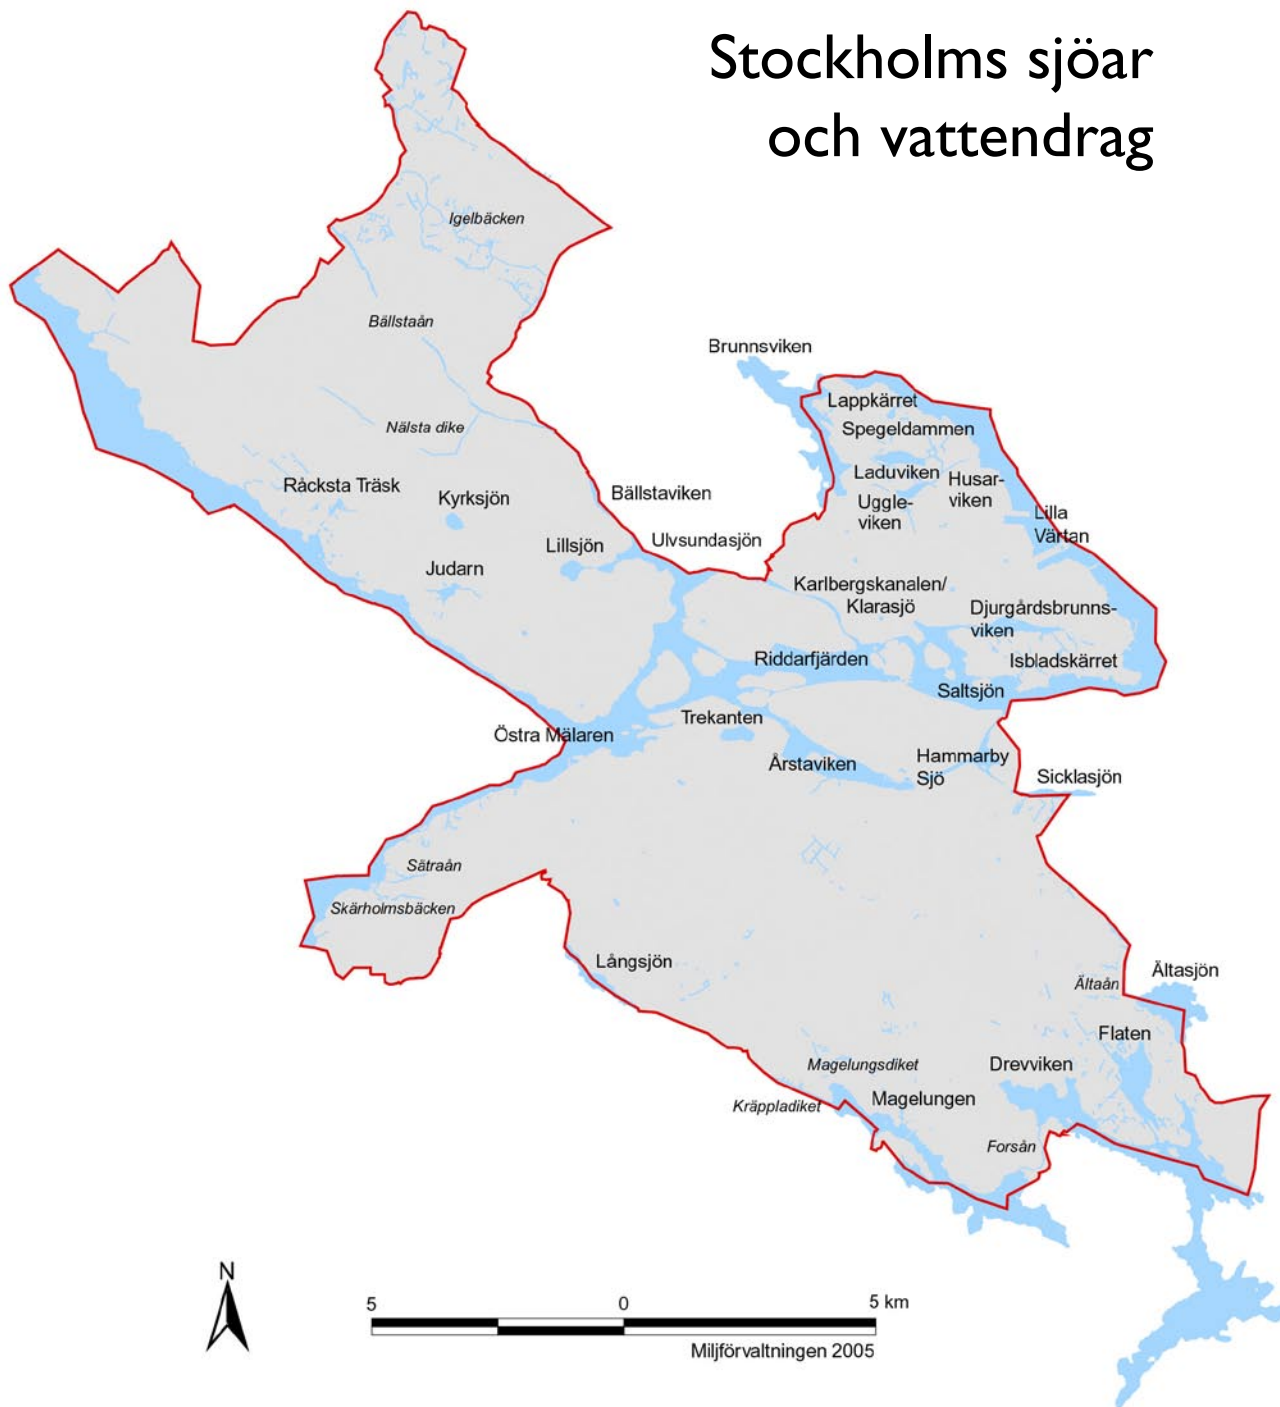 Stockholms sjöar
och vattendrag
Igelbäcken
Bällstaån
Brunnsviken
Lappkärret
Spegeldammen
Nälsta dike
Laduviken
Husar-
viken
Råcksta Träsk
Kyrksjön
Bällstaviken
Uggle-
viken
Lilla
Värtan
Lillsjön
Ulvsundasjön
Judarn
Karlbergskanalen/
Klarasjö
Djurgårdsbrunns-
viken
Riddarfjärden
Isbladskärret
Saltsjön
Trekanten
Östra Mälaren
Årstaviken
Hammarby
Sjö
Sicklasjön
Sätraån
Skärholmsbäcken
Långsjön
Ältaån
Ältasjön
Flaten
Magelungsdiket
Drevviken
Kräppladiket
Magelungen
Forsån
N
5 0 5 km
Miljförvaltningen 2005